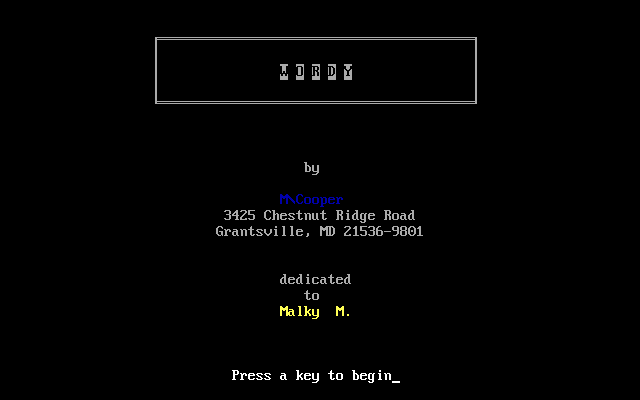 WORDY
by
M\Cooper
3425 Chestnut Ridge Road
Grantsville, MD 21536-9801
dedicated
to
Malky M.
Press a key to begin_